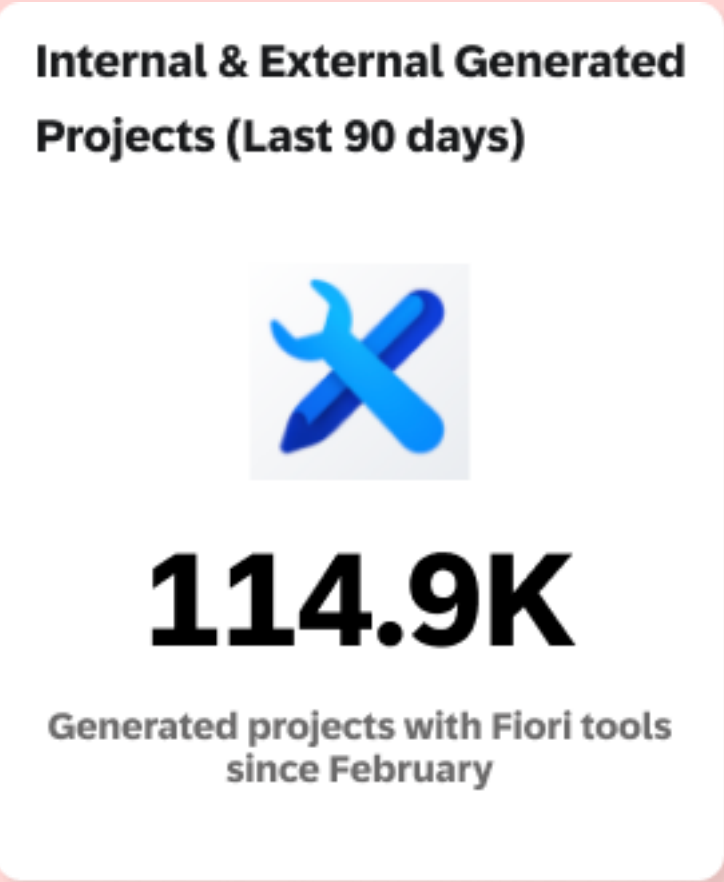 Internal & External Generated
Projects (Last 90 days)
114.9K
Generated projects with Fiori tools
since February